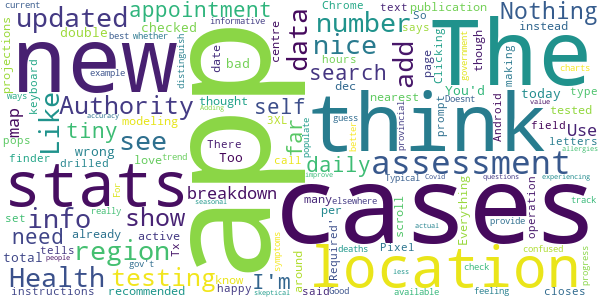 current
updated
appointment
informative
Chrome
text
publication
Nothing
projections
double
checked
best
whether
centre
So
number
says
instead
new
data
nice
hours
page
though
clicking
The
government
charts
Ways
keyboard
example
distinguish
date
bad
add
search
dec
making
map
Authority
thought
self
Adding
nearest
You'd
today
type
accuracy
modeling
There
3XL
far
populate
guess
Doesnt
prompt
provincial
Android
value
tested
pops
Like
tiny
see
Too
call
think
field
Use
finder
wrong
love
trend
daily
better
letters
allergies
drilled
app
stats
breakdown
assessment
set
For
many
elsewhere
Typical
Covid
questions
experiencing
info
show
really
per
scroll
Required
Everything
provide
operation
track
need
already
active
Tx
improve
cases
region
symptoms
around
Pixel
deaths
actual
confused
progress
total
tells
people
gov't
know
seasonal
location
less
check
Health
testing
happy
I'm
said
Good
available
feeling
closes
instructions
recommended
skeptical